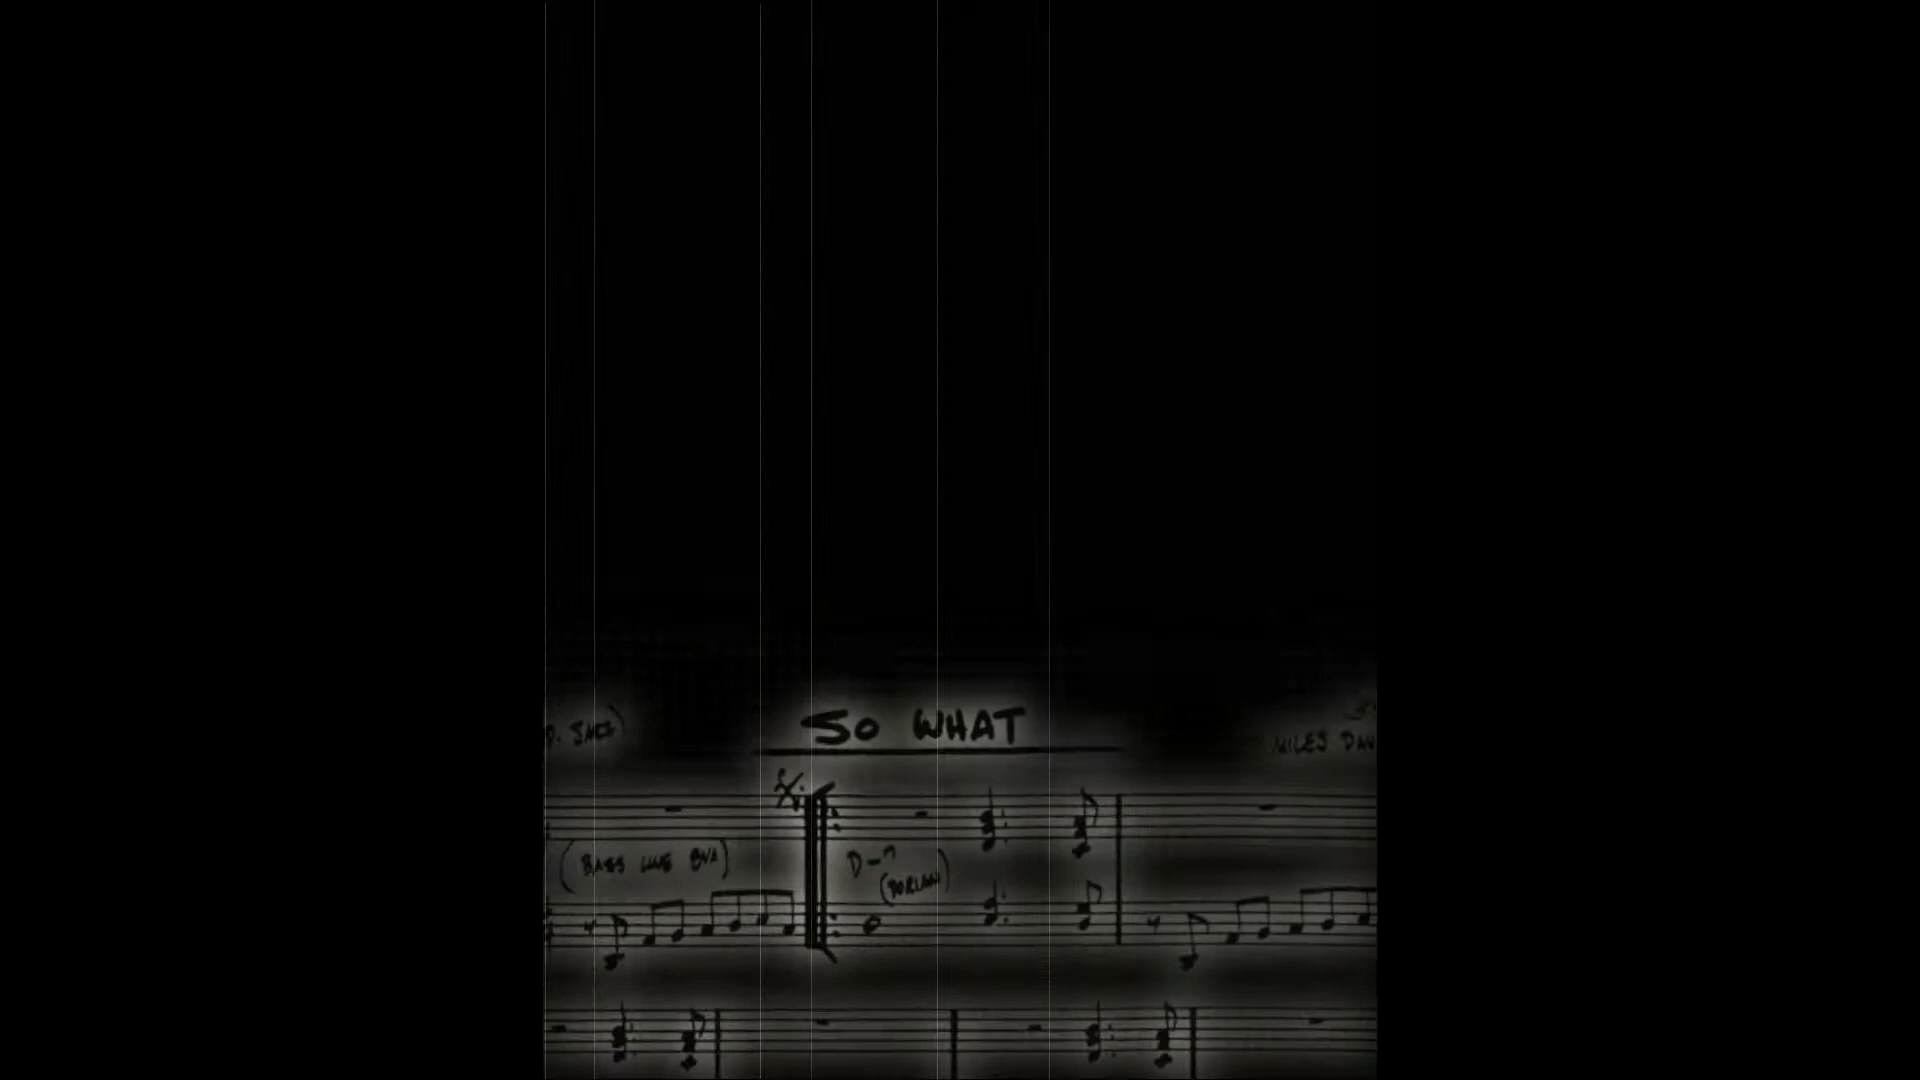 SO WHAT
MILES DAV
(BASS LINE 8VA)
D-7
(DORIAN)